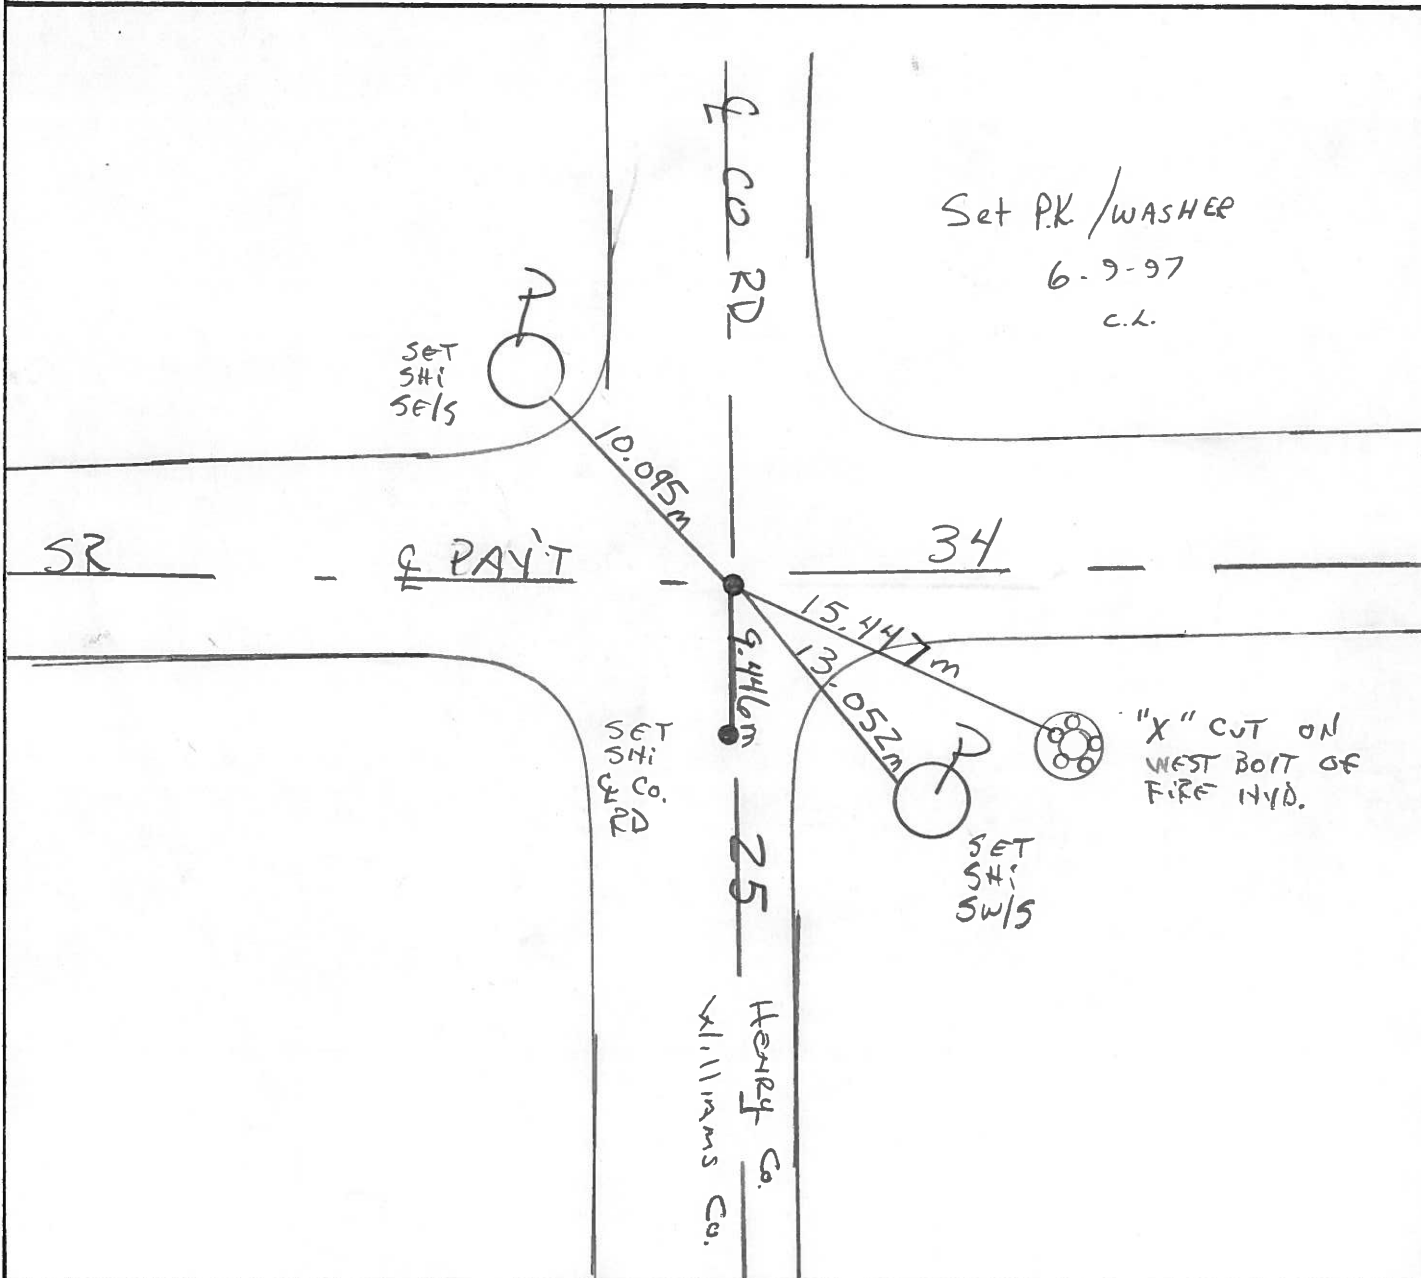 ℄ CO RD
Set P.K. /WASHER
6-9-97
C.L.
P
SET
SHi
SE/S
10.095m
SR ℄ PAV'T 34
15.447m
13.052m
9.446m
SET
SHi
℄ Co.
RD
P
"X" CUT ON
WEST BOLT OF
FIRE HYD.
SET
SHi
SW/S
25
HENRY Co.
Williams Co.